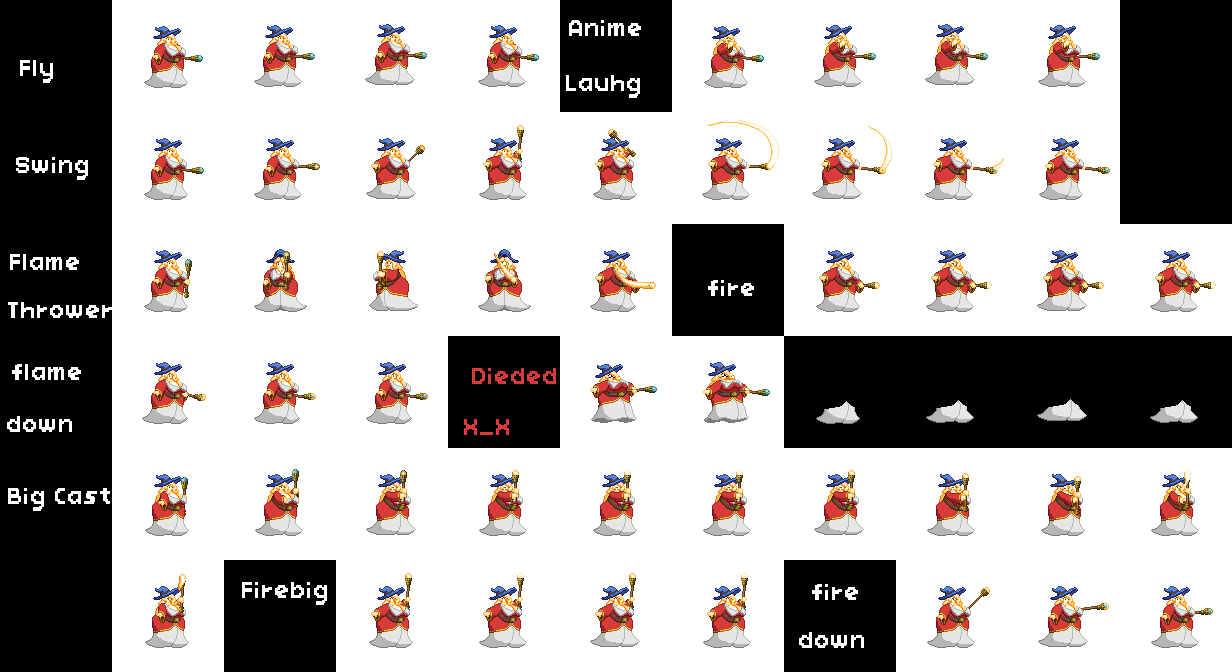 Anime
Fly
Lauhg
Swing
Flame
Thrower
fire
flame
down
Dieded
X_X
Big Cast
Firebig
fire
down